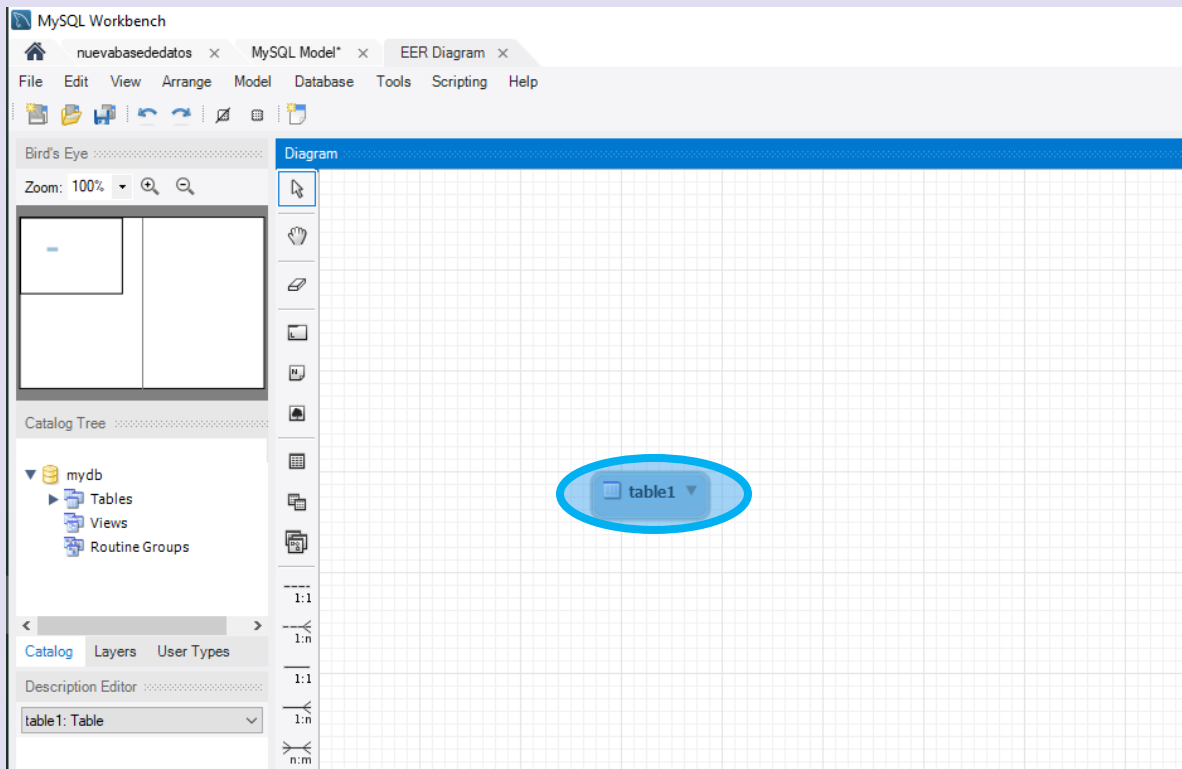 MySQL Workbench
nuevabasededatos × MySQL Model* × EER Diagram ×
File Edit View Arrange Model Database Tools Scripting Help
Bird's Eye
Zoom: 100%
Diagram
Catalog Tree
mydb
Tables
Views
Routine Groups
table1
1:1
1:n
1:1
1:n
n:m
Catalog Layers User Types
Description Editor
table1: Table